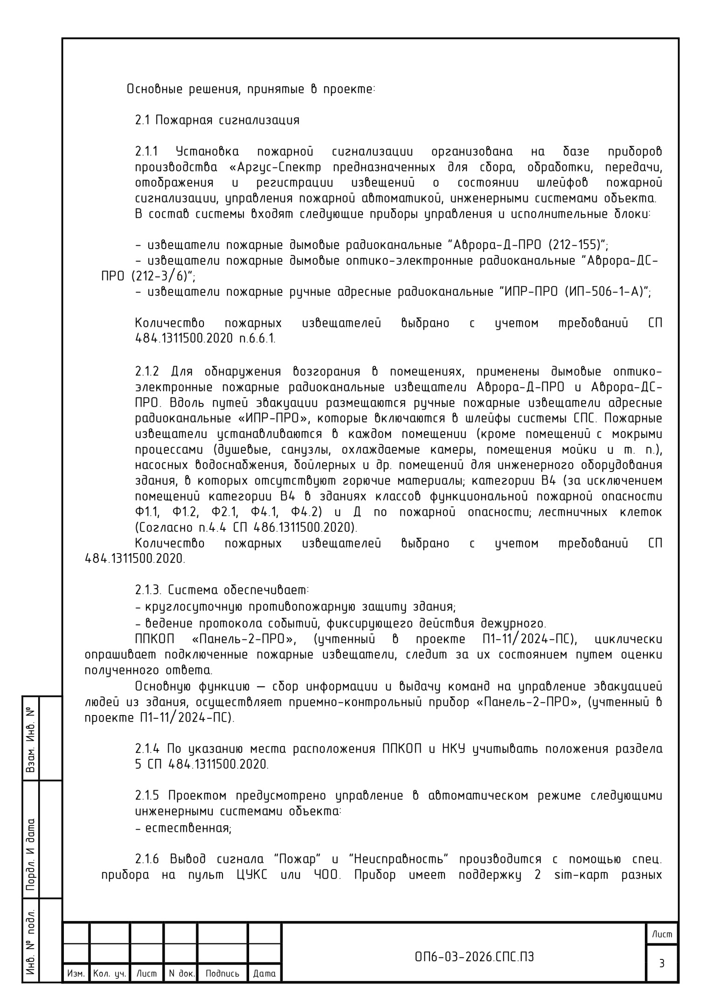 Основные решения, принятые в проекте:
2.1 Пожарная сигнализация
2.1.1 Установка пожарной сигнализации организована на базе приборов
производства «Аргус-Спектр предназначенных для сбора, обработки, передачи,
отображения и регистрации извещений о состоянии шлейфов пожарной
сигнализации, управления пожарной автоматикой, инженерными системами объекта.
В состав системы входят следующие приборы управления и исполнительные блоки:
- извещатели пожарные дымовые радиоканальные "Аврора-Д-ПРО (212-155)";
- извещатели пожарные дымовые оптико-электронные радиоканальные "Аврора-ДС-
ПРО (212-3/6)";
- извещатели пожарные ручные адресные радиоканальные "ИПР-ПРО (ИП-506-1-А)";
Количество пожарных извещателей выбрано с учетом требований СП
484.1311500.2020 п.6.6.1.
2.1.2 Для обнаружения возгорания в помещениях, применены дымовые оптико-
электронные пожарные радиоканальные извещатели Аврора-Д-ПРО и Аврора-ДС-
ПРО. Вдоль путей эвакуации размещаются ручные пожарные извещатели адресные
радиоканальные «ИПР-ПРО», которые включаются в шлейфы системы СПС. Пожарные
извещатели устанавливаются в каждом помещении (кроме помещений с мокрыми
процессами (душевые, санузлы, охлаждаемые камеры, помещения мойки и т. п.),
насосных водоснабжения, бойлерных и др. помещений для инженерного оборудования
здания, в которых отсутствуют горючие материалы; категории В4 (за исключением
помещений категории В4 в зданиях классов функциональной пожарной опасности
Ф1.1, Ф1.2, Ф2.1, Ф4.1, Ф4.2) и Д по пожарной опасности; лестничных клеток
(Согласно п.4.4 СП 486.1311500.2020).
Количество пожарных извещателей выбрано с учетом требований СП
484.1311500.2020.
2.1.3. Система обеспечивает:
- круглосуточную противопожарную защиту здания;
- ведение протокола событий, фиксирующего действия дежурного.
ППКОП «Панель-2-ПРО», (учтенный в проекте П1-11/2024-ПС), циклически
опрашивает подключенные пожарные извещатели, следит за их состоянием путем оценки
полученного ответа.
Основную функцию — сбор информации и выдачу команд на управление эвакуацией
людей из здания, осуществляет приемно-контрольный прибор «Панель-2-ПРО», (учтенный в
проекте П1-11/2024-ПС).
2.1.4 По указанию места расположения ППКОП и НКУ учитывать положения раздела
5 СП 484.1311500.2020.
2.1.5 Проектом предусмотрено управление в автоматическом режиме следующими
инженерными системами объекта:
- естественная;
2.1.6 Вывод сигнала "Пожар" и "Неисправность" производится с помощью спец.
прибора на пульт ЦУКС или ЧОО. Прибор имеет поддержку 2 sim-карт разных
Взам. Инв. №
Пордл. И дата
Инв. № подл.
Изм. Кол. уч. Лист N док. Подпись Дата
ОП6-03-2026.СПС.ПЗ
Лист
3